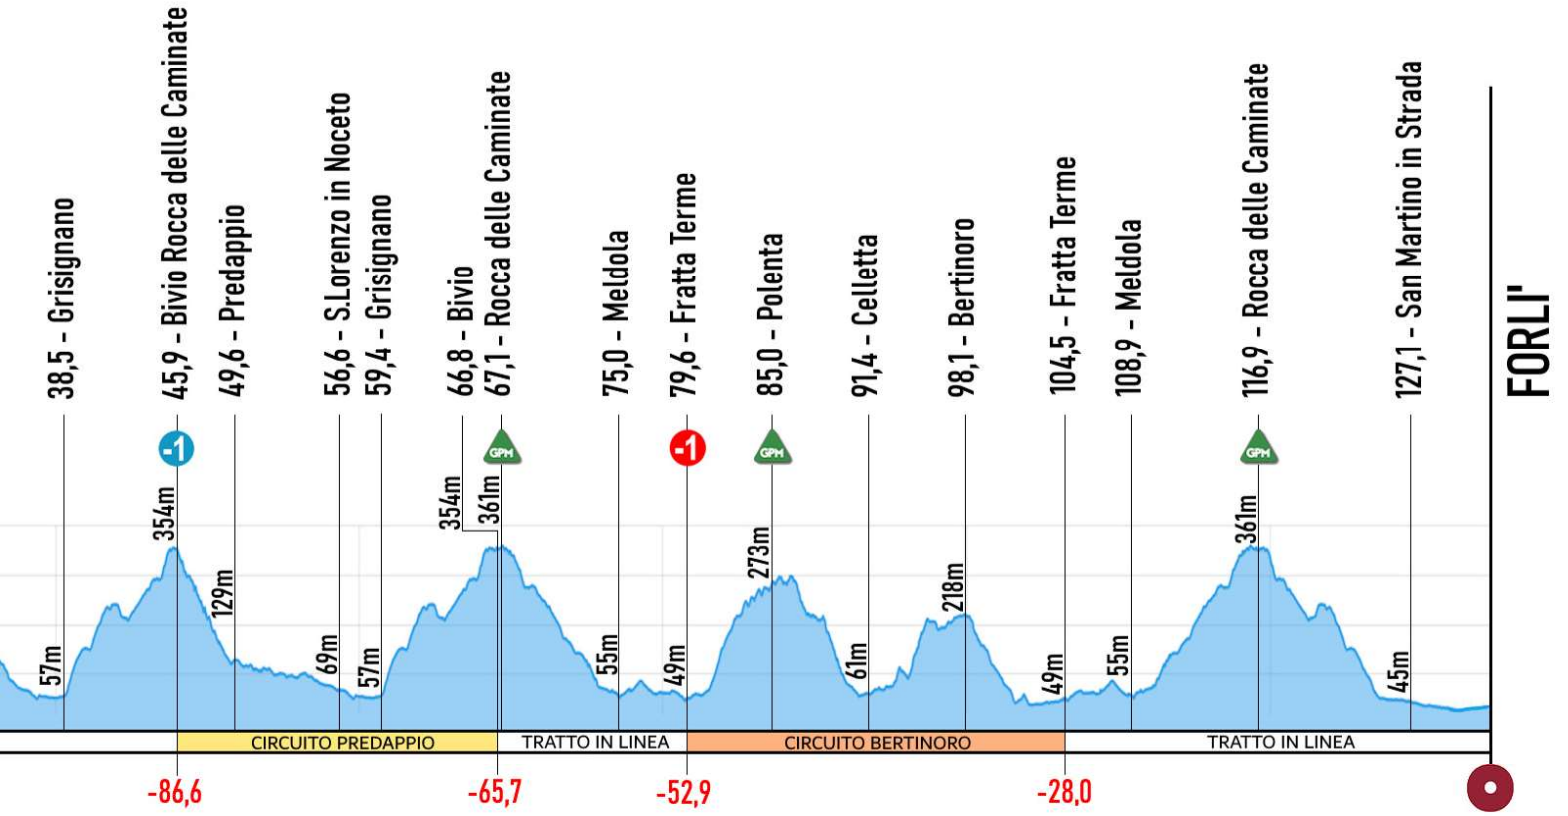 38,5 - Grisignano
45,9 - Bivio Rocca delle Caminate
49,6 - Predappio
56,6 - S.Lorenzo in Noceto
59,4 - Grisignano
66,8 - Bivio
67,1 - Rocca delle Caminate
75,0 - Meldola
79,6 - Fratta Terme
85,0 - Polenta
91,4 - Celletta
98,1 - Bertinoro
104,5 - Fratta Terme
108,9 - Meldola
116,9 - Rocca delle Caminate
127,1 - San Martino in Strada
FORLI'
-1
GPM
-1
GPM
GPM
57m
354m
129m
69m
57m
354m
361m
55m
49m
273m
61m
218m
49m
55m
361m
45m
CIRCUITO PREDAPPIO
TRATTO IN LINEA
CIRCUITO BERTINORO
TRATTO IN LINEA
-86,6
-65,7
-52,9
-28,0